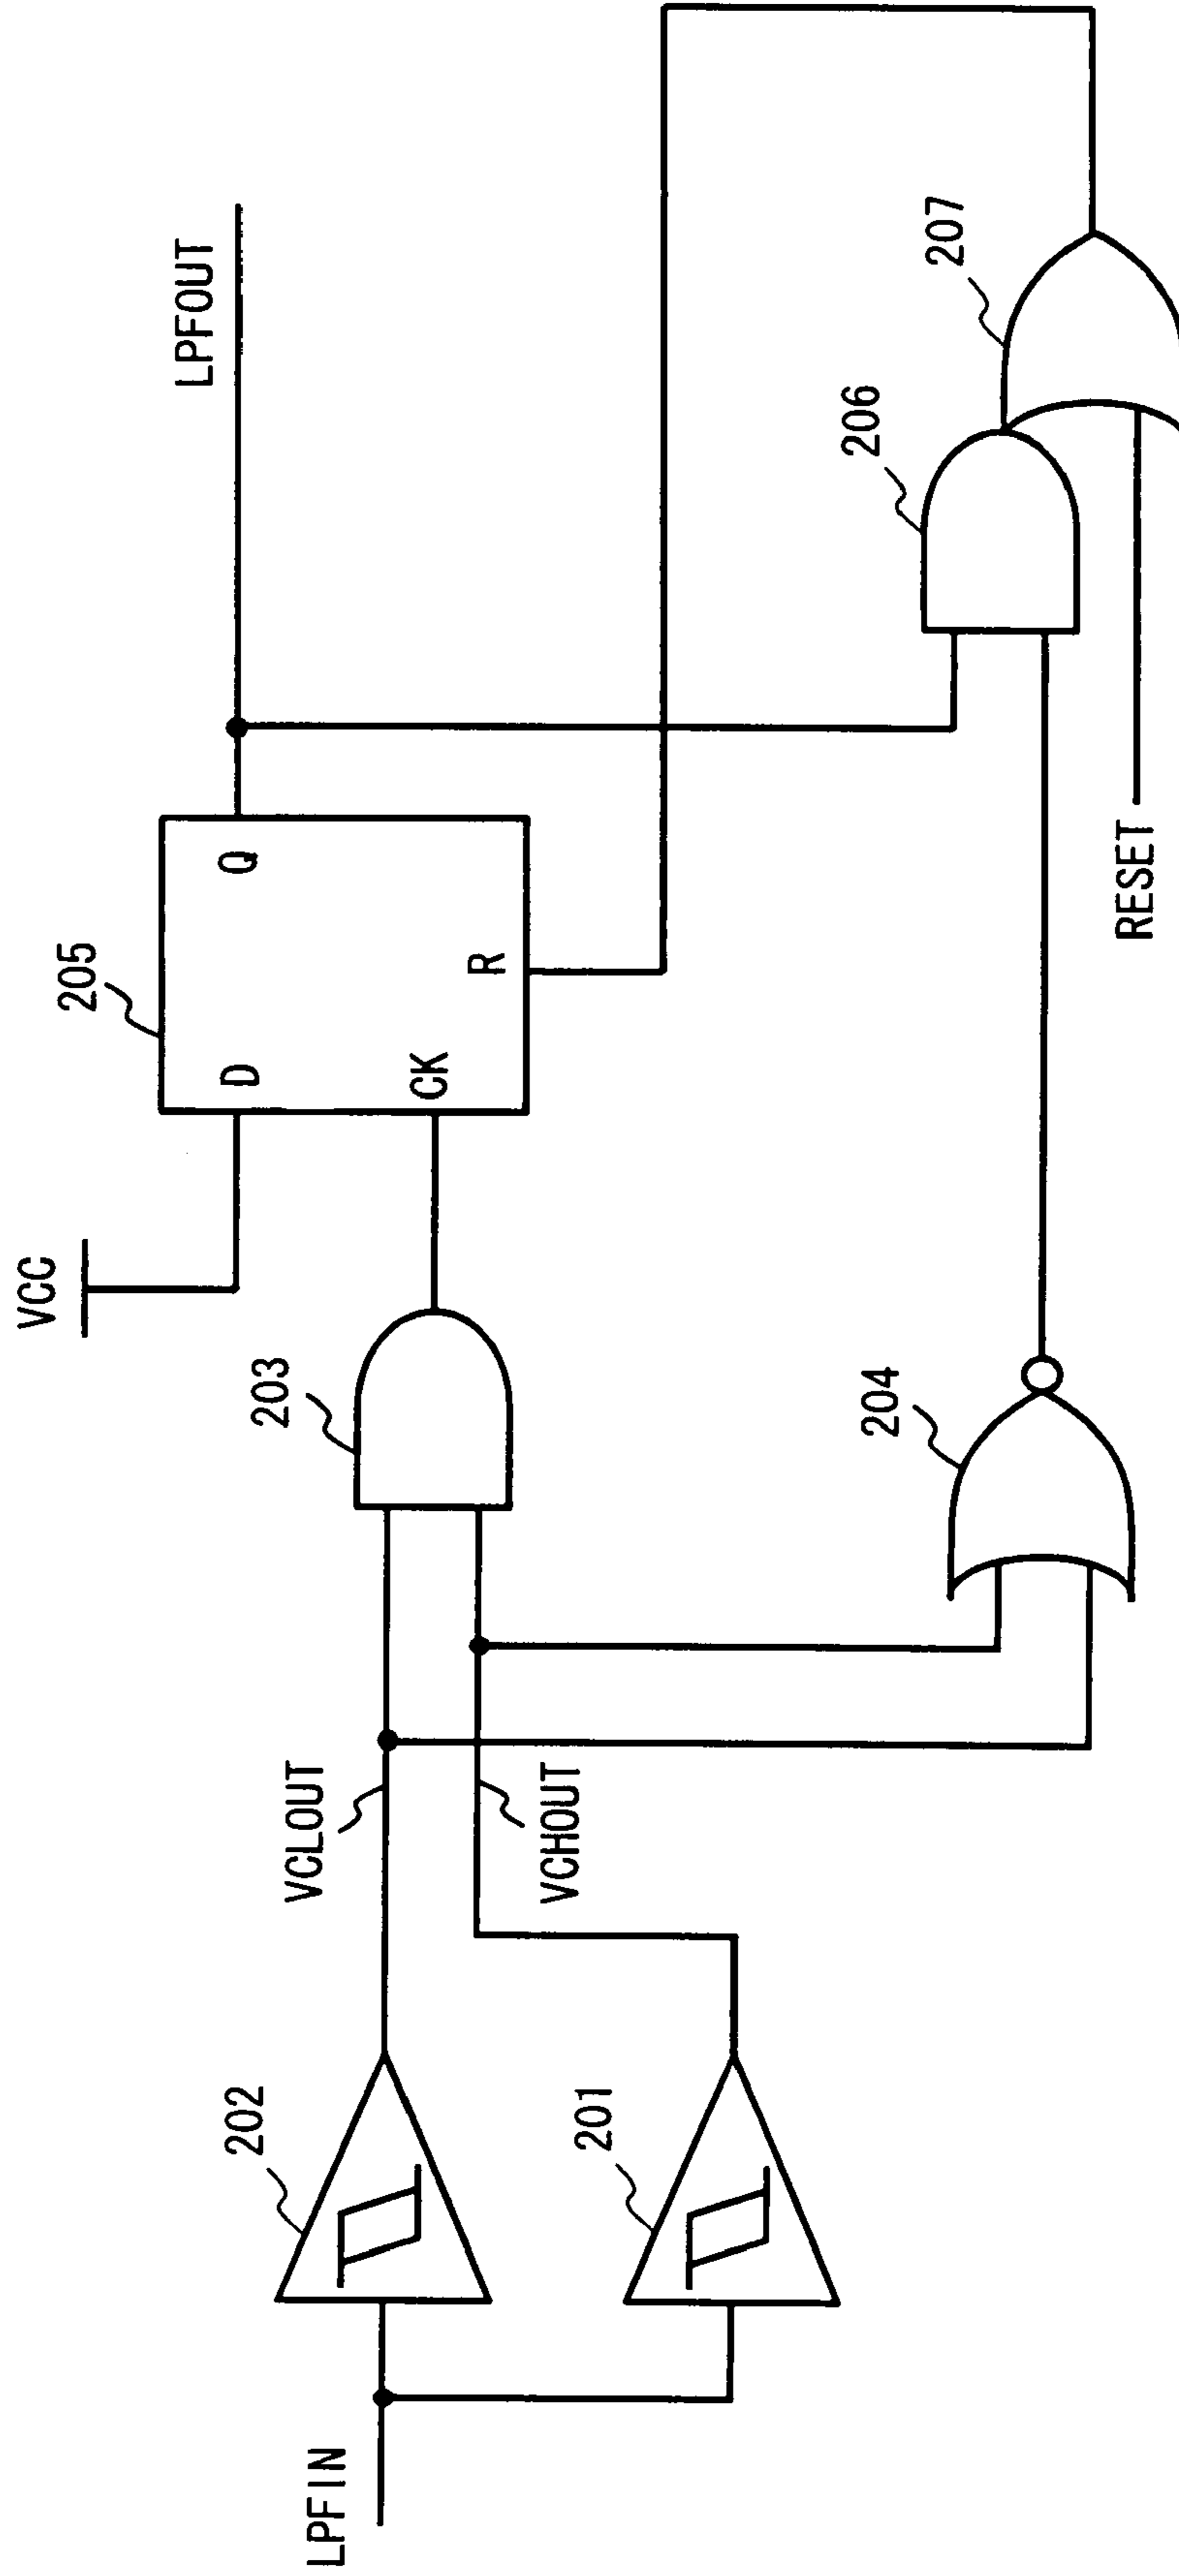 VCC
205
LPFOUT
D
Q
203
CK
R
VCLOUT
202
LPFIN
VCHOUT
201
204
206
207
RESET